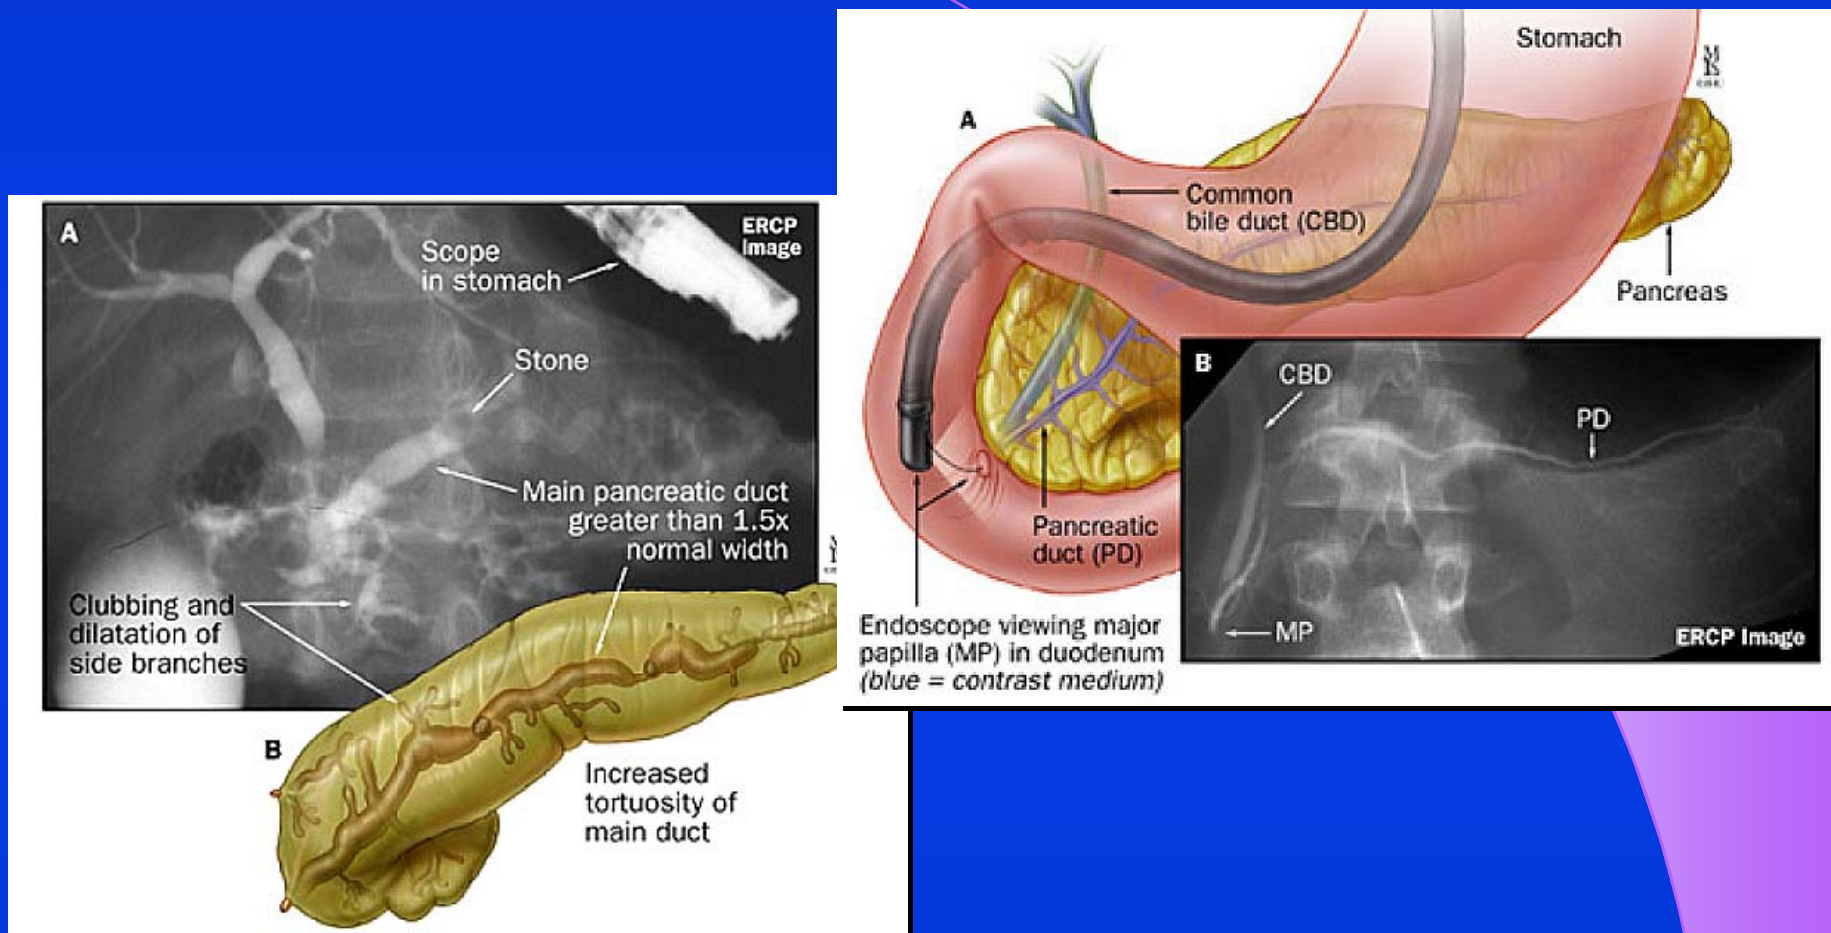 A
ERCP
Image
Scope
in stomach
Stone
Main pancreatic duct
greater than 1.5x
normal width
Clubbing and
dilatation of
side branches
B
Increased
tortuosity of
main duct
Stomach
A
Common
bile duct (CBD)
Pancreas
Pancreatic
duct (PD)
Endoscope viewing major
papilla (MP) in duodenum
(blue = contrast medium)
B
CBD
PD
MP
ERCP Image